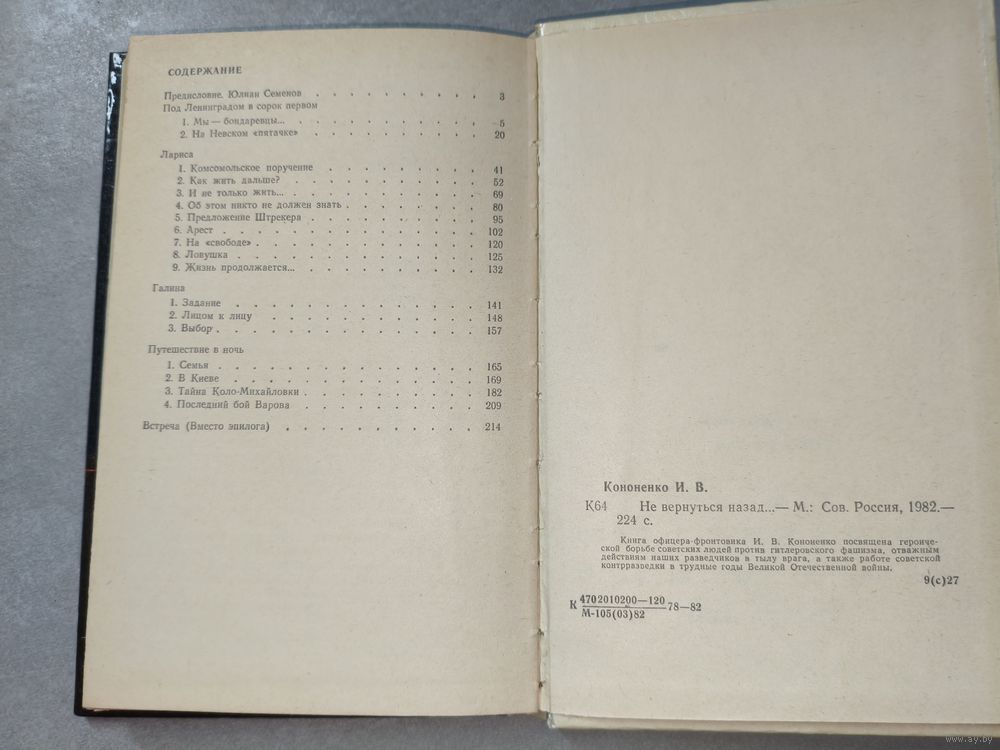 СОДЕРЖАНИЕ
Предисловие. Юлиан Семенов . . . . . . . . . 3
Под Ленинградом в сорок первом
1. Мы — бондаревцы... . . . . . . . . . 5
2. На Невском «пятачке» . . . . . . . . . 20
Лариса
1. Комсомольское поручение . . . . . . . . 41
2. Как жить дальше? . . . . . . . . . 52
3. И не только жить... . . . . . . . . . 69
4. Об этом никто не должен знать . . . . . . . 80
5. Предложение Штрекера . . . . . . . . . 95
6. Арест . . . . . . . . . . . . 102
7. На «свободе» . . . . . . . . . . . 120
8. Ловушка . . . . . . . . . . . . 125
9. Жизнь продолжается... . . . . . . . . . 132
Галина
1. Задание . . . . . . . . . . . . 141
2. Лицом к лицу . . . . . . . . . . 148
3. Выбор . . . . . . . . . . . . 157
Путешествие в ночь
1. Семья . . . . . . . . . . . . 165
2. В Киеве . . . . . . . . . . . . 169
3. Тайна Коло-Михайловки . . . . . . . . 182
4. Последний бой Варова . . . . . . . . . 209
Встреча (Вместо эпилога) . . . . . . . . . . 214
Кононенко И. В.
К64 Не вернуться назад...— М.: Сов. Россия, 1982.—
224 с.
Книга офицера-фронтовика И. В. Кононенко посвящена героичес-
кой борьбе советских людей против гитлеровского фашизма, отважным
действиям наших разведчиков в тылу врага, а также работе советской
контрразведки в трудные годы Великой Отечественной войны.
9(с)27
К 4702010200—120 78—82
М-105(03)82
www.ay.by